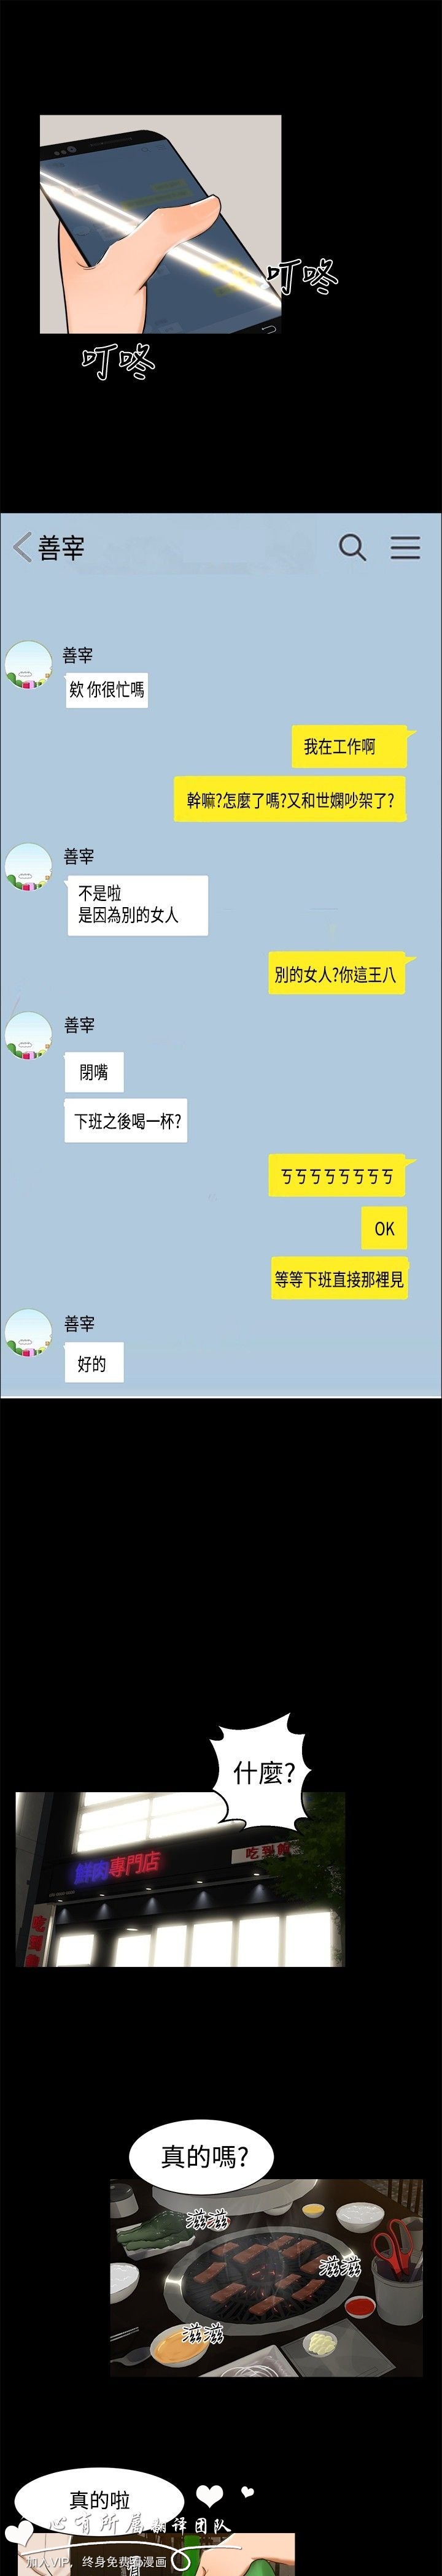 叮咚
叮咚
善宰
善宰
欸 你很忙嗎
我在工作啊
幹嘛?怎麼了嗎?又和世嫻吵架了?
善宰
不是啦
是因為別的女人
別的女人?你這王八
善宰
閉嘴
下班之後喝一杯?
ㄎㄎㄎㄎㄎㄎㄎㄎ
OK
等等下班直接那裡見
善宰
好的
什麼?
鮮肉專門店
吃到飽
真的嗎?
滋滋
滋滋
滋滋
真的啦
心有所属翻译团队
加入VIP，终身免费看漫画